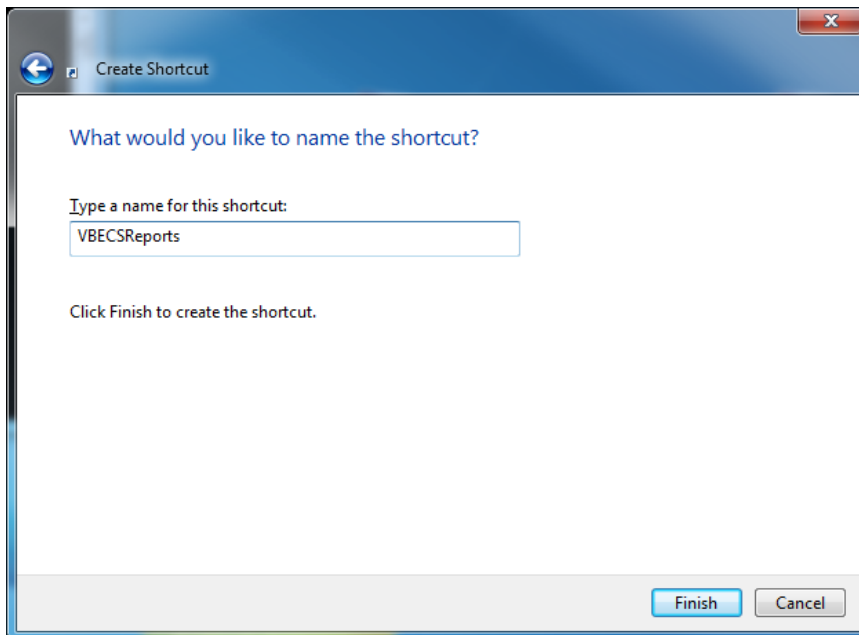 Create Shortcut
What would you like to name the shortcut?
Type a name for this shortcut:
VBECSReports
Click Finish to create the shortcut.
Finish Cancel